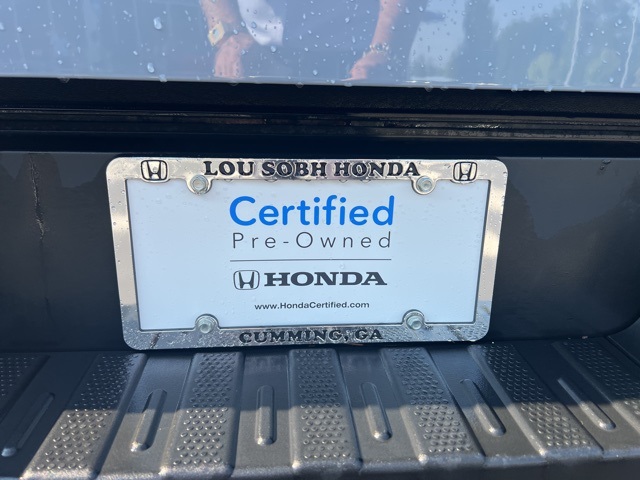 LOU SOBH HONDA
Certified
Pre-Owned
HONDA
www.HondaCertified.com
CUMMING, GA